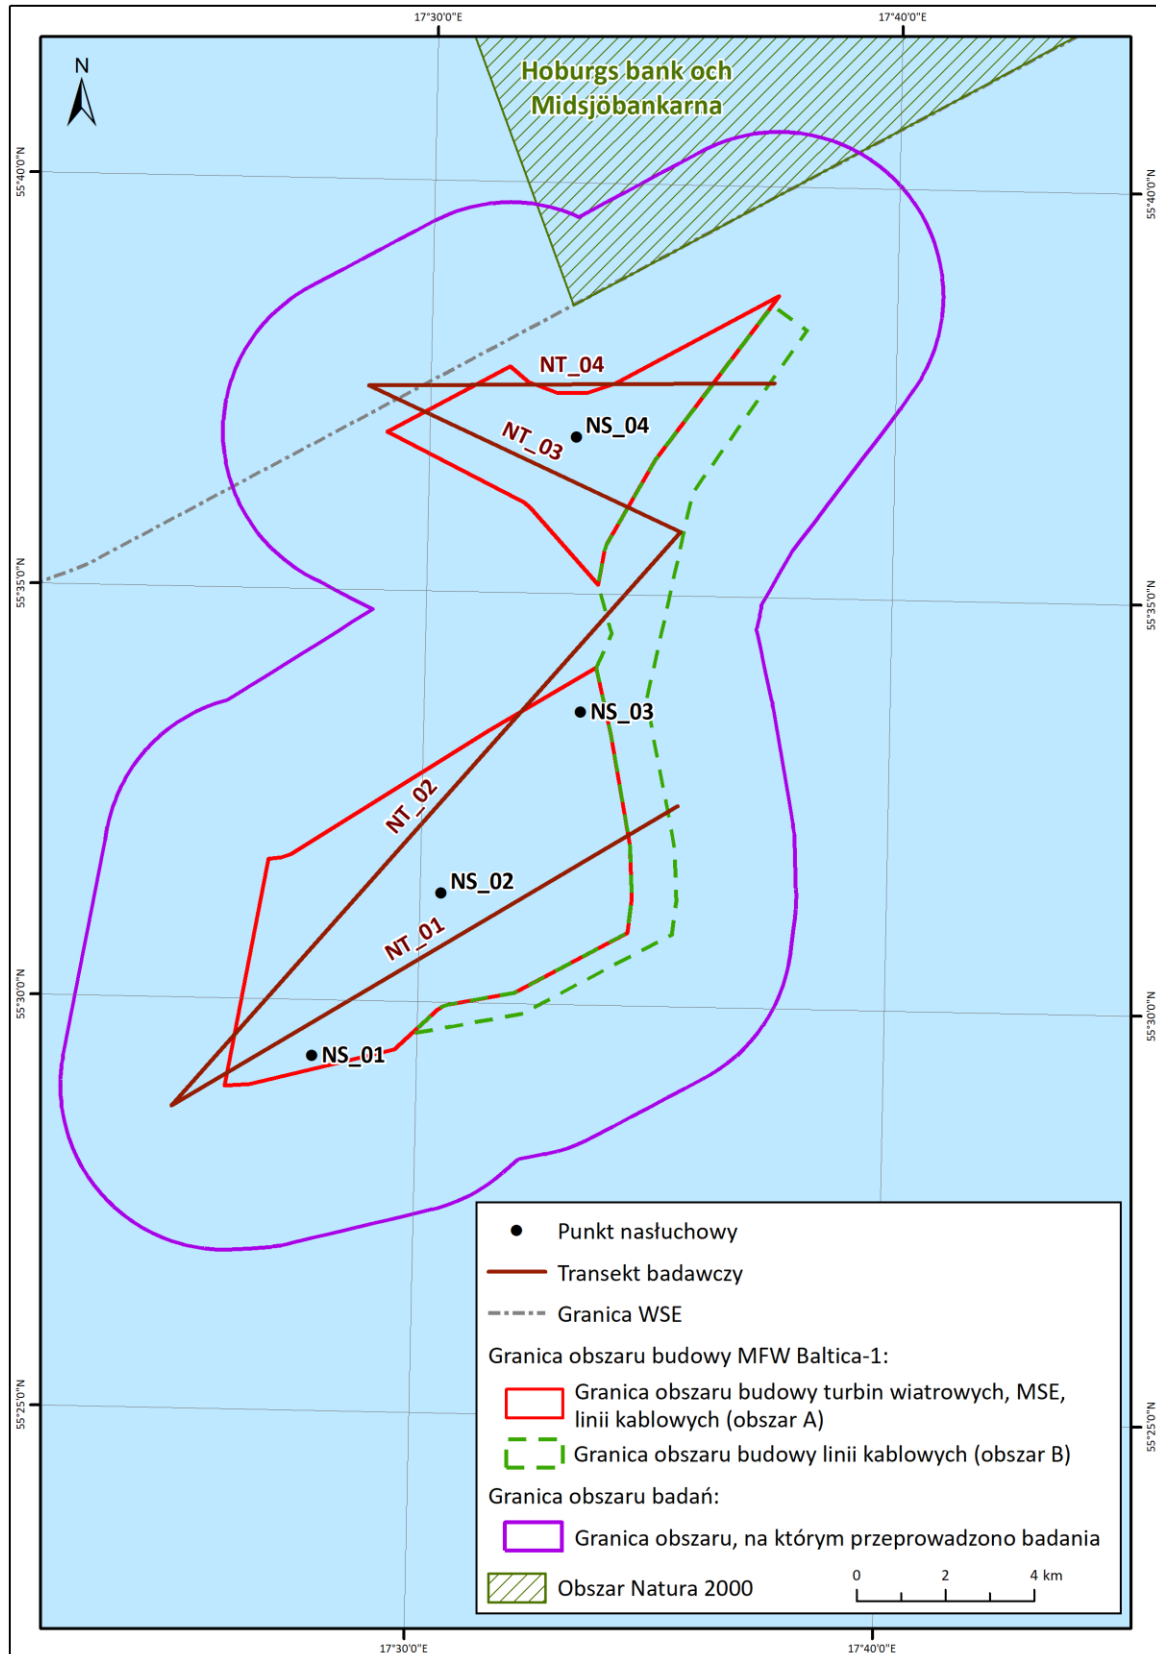 17°30'0"E
17°40'0"E
N
Hoburgs bank och
Midsjöbankarna
55°40'0"N
55°40'0"N
NT_04
NT_03
NS_04
55°35'0"N
55°35'0"N
NS_03
NT_02
NS_02
NT_01
55°30'0"N
55°30'0"N
NS_01
Punkt nasłuchowy
Transekt badawczy
Granica WSE
Granica obszaru budowy MFW Baltica-1:
Granica obszaru budowy turbin wiatrowych, MSE,
linii kablowych (obszar A)
Granica obszaru budowy linii kablowych (obszar B)
Granica obszaru badań:
Granica obszaru, na którym przeprowadzono badania
Obszar Natura 2000
0 2 4 km
55°25'0"N
55°25'0"N
17°30'0"E
17°40'0"E